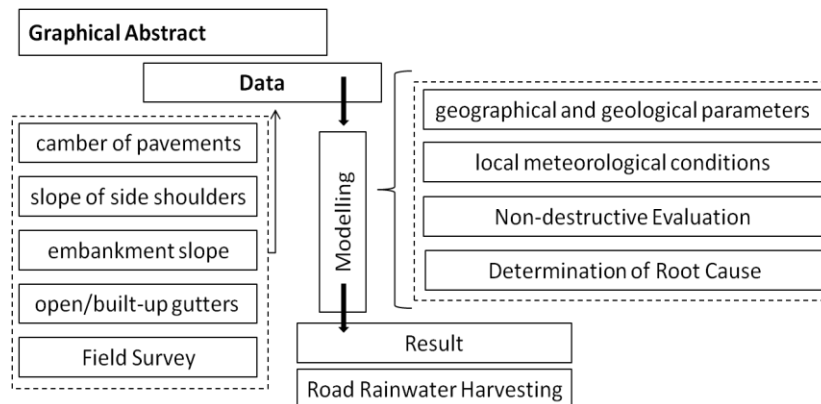 Graphical Abstract
Data
camber of pavements
slope of side shoulders
embankment slope
open/built-up gutters
Field Survey
Modelling
geographical and geological parameters
local meteorological conditions
Non-destructive Evaluation
Determination of Root Cause
Result
Road Rainwater Harvesting